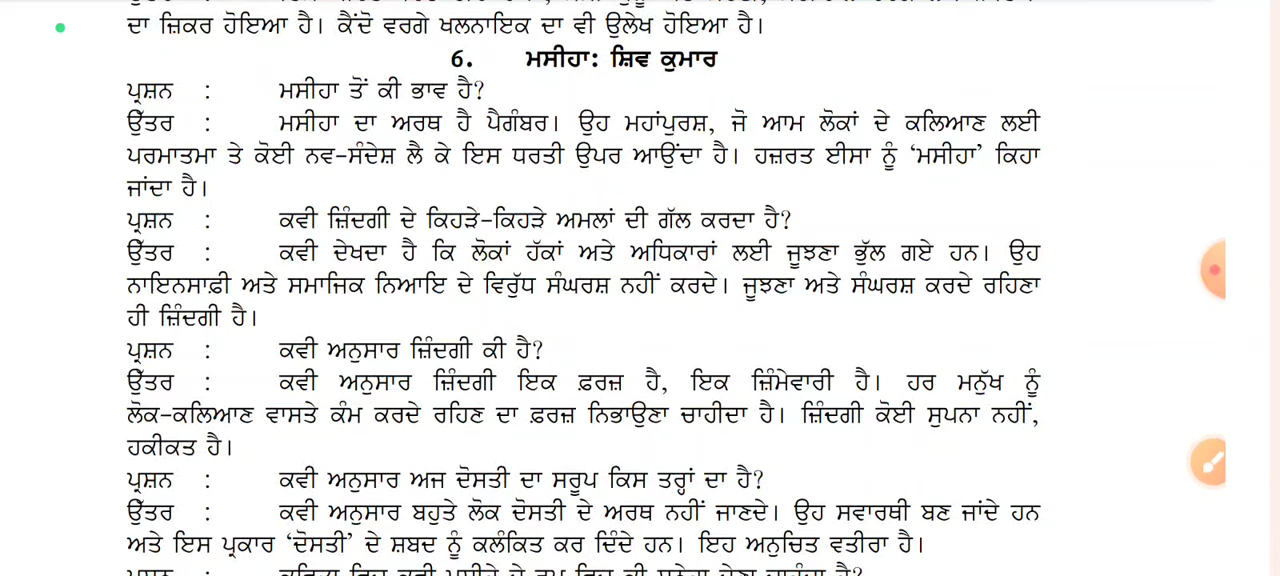 ਦਾ ਜ਼ਿਕਰ ਹੋਇਆ ਹੈ। ਕੈਂਦੋ ਵਰਗੇ ਖਲਨਾਇਕ ਦਾ ਵੀ ਉਲੇਖ ਹੋਇਆ ਹੈ।
6. ਮਸੀਹਾ: ਸ਼ਿਵ ਕੁਮਾਰ
ਪ੍ਰਸ਼ਨ : ਮਸੀਹਾ ਤੋਂ ਕੀ ਭਾਵ ਹੈ?
ਉੱਤਰ : ਮਸੀਹਾ ਦਾ ਅਰਥ ਹੈ ਪੈਗੰਬਰ। ਉਹ ਮਹਾਂਪੁਰਸ਼, ਜੋ ਆਮ ਲੋਕਾਂ ਦੇ ਕਲਿਆਣ ਲਈ
ਪਰਮਾਤਮਾ ਤੇ ਕੋਈ ਨਵ-ਸੰਦੇਸ਼ ਲੈ ਕੇ ਇਸ ਧਰਤੀ ਉਪਰ ਆਉਂਦਾ ਹੈ। ਹਜ਼ਰਤ ਈਸਾ ਨੂੰ ‘ਮਸੀਹਾ’ ਕਿਹਾ
ਜਾਂਦਾ ਹੈ।
ਪ੍ਰਸ਼ਨ : ਕਵੀ ਜ਼ਿੰਦਗੀ ਦੇ ਕਿਹੜੇ-ਕਿਹੜੇ ਅਮਲਾਂ ਦੀ ਗੱਲ ਕਰਦਾ ਹੈ?
ਉੱਤਰ : ਕਵੀ ਦੇਖਦਾ ਹੈ ਕਿ ਲੋਕਾਂ ਹੱਕਾਂ ਅਤੇ ਅਧਿਕਾਰਾਂ ਲਈ ਜੂਝਣਾ ਭੁੱਲ ਗਏ ਹਨ। ਉਹ
ਨਾਇਨਸਾਫ਼ੀ ਅਤੇ ਸਮਾਜਿਕ ਨਿਆਇ ਦੇ ਵਿਰੁੱਧ ਸੰਘਰਸ਼ ਨਹੀਂ ਕਰਦੇ। ਜੂਝਣਾ ਅਤੇ ਸੰਘਰਸ਼ ਕਰਦੇ ਰਹਿਣਾ
ਹੀ ਜ਼ਿੰਦਗੀ ਹੈ।
ਪ੍ਰਸ਼ਨ : ਕਵੀ ਅਨੁਸਾਰ ਜ਼ਿੰਦਗੀ ਕੀ ਹੈ?
ਉੱਤਰ : ਕਵੀ ਅਨੁਸਾਰ ਜ਼ਿੰਦਗੀ ਇਕ ਫ਼ਰਜ਼ ਹੈ, ਇਕ ਜ਼ਿੰਮੇਵਾਰੀ ਹੈ। ਹਰ ਮਨੁੱਖ ਨੂੰ
ਲੋਕ-ਕਲਿਆਣ ਵਾਸਤੇ ਕੰਮ ਕਰਦੇ ਰਹਿਣ ਦਾ ਫ਼ਰਜ਼ ਨਿਭਾਉਣਾ ਚਾਹੀਦਾ ਹੈ। ਜ਼ਿੰਦਗੀ ਕੋਈ ਸੁਪਨਾ ਨਹੀਂ,
ਹਕੀਕਤ ਹੈ।
ਪ੍ਰਸ਼ਨ : ਕਵੀ ਅਨੁਸਾਰ ਅਜ ਦੋਸਤੀ ਦਾ ਸਰੂਪ ਕਿਸ ਤਰ੍ਹਾਂ ਦਾ ਹੈ?
ਉੱਤਰ : ਕਵੀ ਅਨੁਸਾਰ ਬਹੁਤੇ ਲੋਕ ਦੋਸਤੀ ਦੇ ਅਰਥ ਨਹੀਂ ਜਾਣਦੇ। ਉਹ ਸਵਾਰਥੀ ਬਣ ਜਾਂਦੇ ਹਨ
ਅਤੇ ਇਸ ਪ੍ਰਕਾਰ ‘ਦੋਸਤੀ’ ਦੇ ਸ਼ਬਦ ਨੂੰ ਕਲੰਕਿਤ ਕਰ ਦਿੰਦੇ ਹਨ। ਇਹ ਅਨੁਚਿਤ ਵਤੀਰਾ ਹੈ।